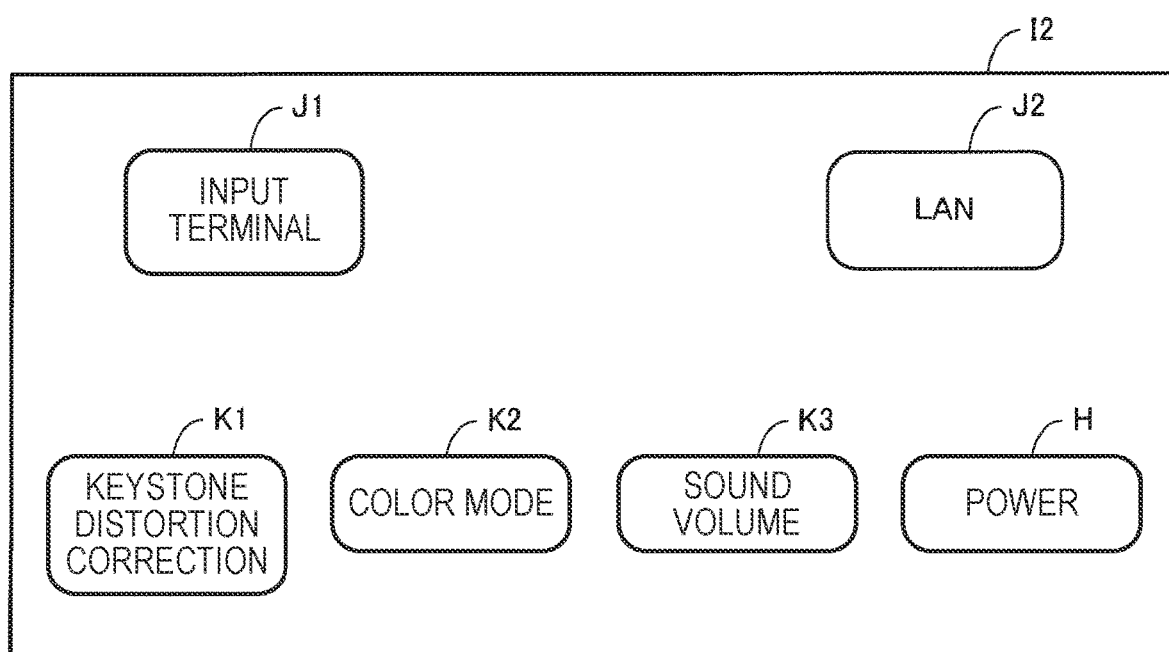 I2
J1
J2
INPUT
TERMINAL
LAN
K1
K2
K3
H
KEYSTONE
DISTORTION
CORRECTION
COLOR MODE
SOUND
VOLUME
POWER